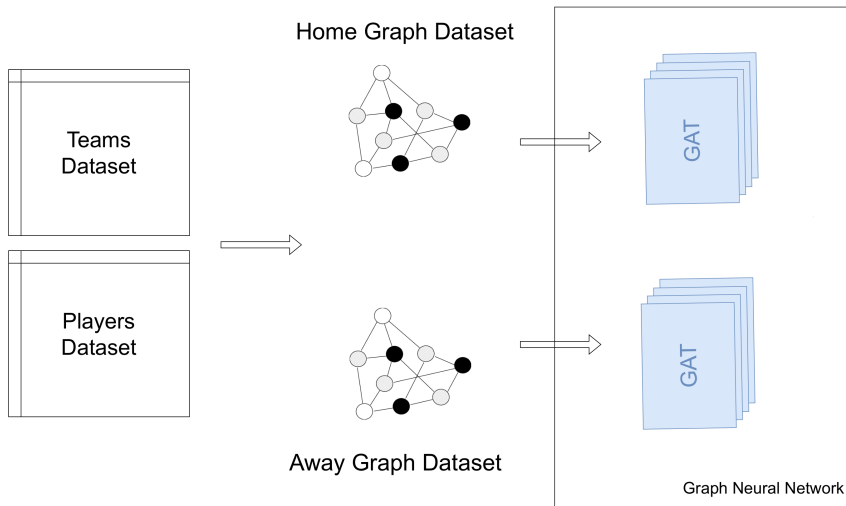 Home Graph Dataset
Teams
Dataset
GAT
Players
Dataset
GAT
Away Graph Dataset
Graph Neural Network